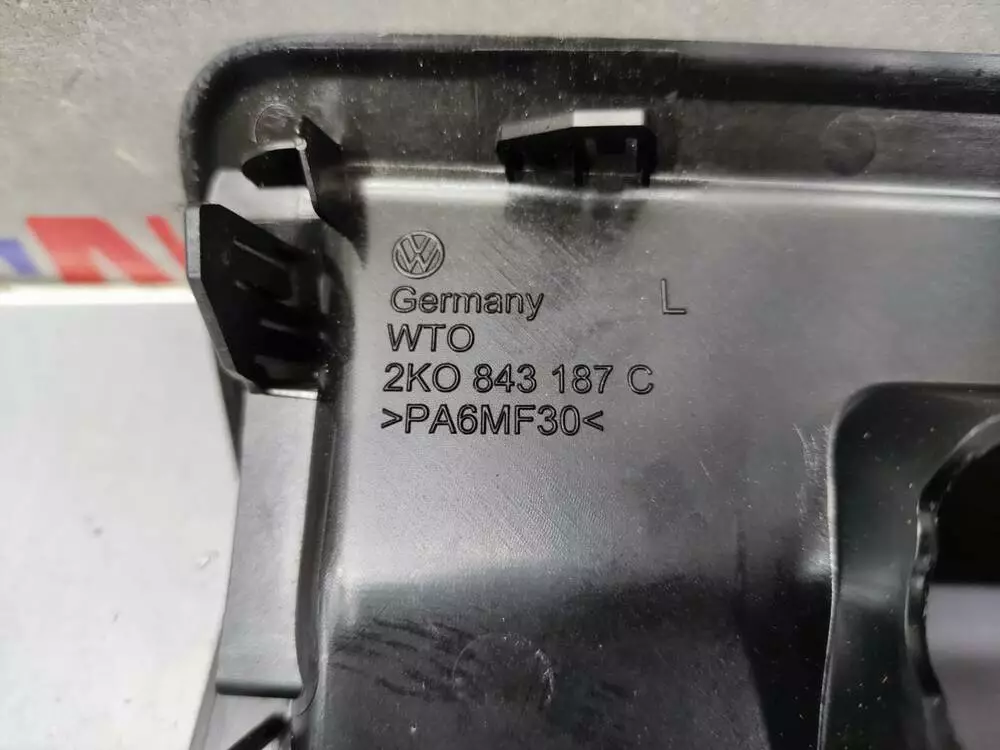 Germany L
WTO
2KO 843 187 C
>PA6MF30<